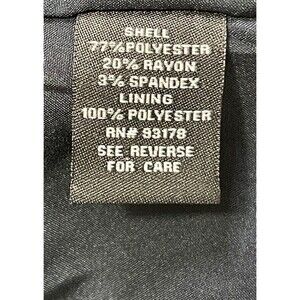 SHELL
77%POLYESTER
20% RAYON
3% SPANDEX
LINING
100% POLYESTER
RN# 93178
SEE REVERSE
FOR CARE